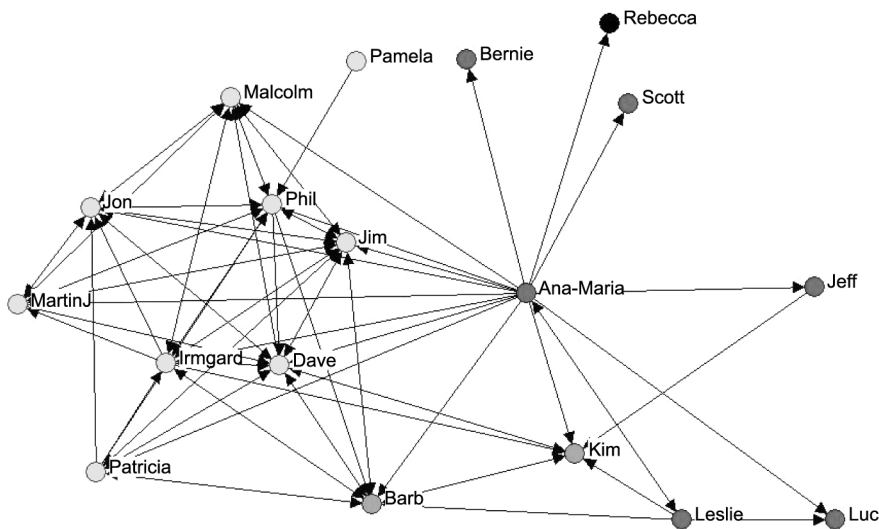 Rebecca
Pamela
Bernie
Malcolm
Scott
Jon
Phil
Jim
MartinJ
Ana-Maria
Jeff
Irmgard
Dave
Patricia
Kim
Barb
Leslie
Luc